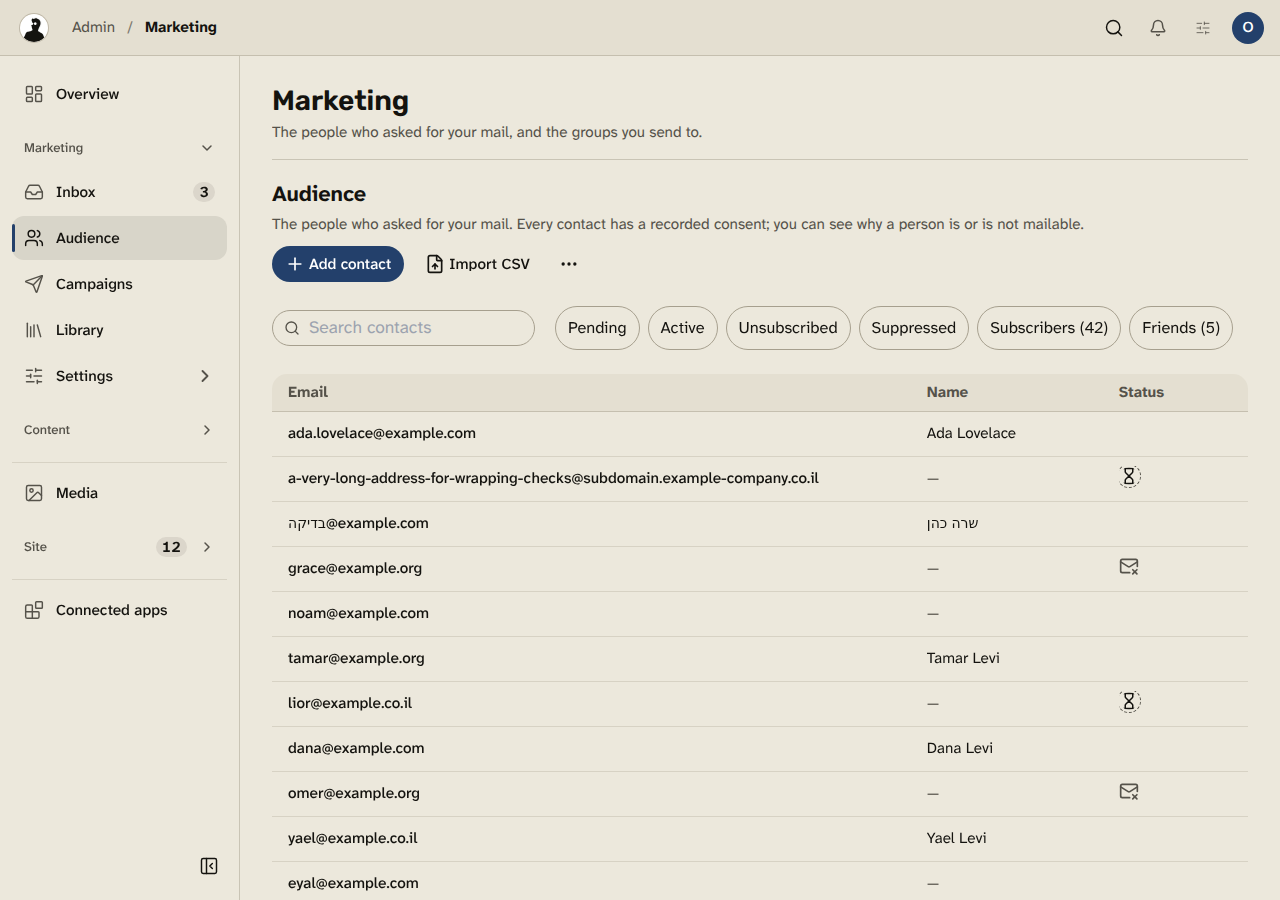 Admin / Marketing
O
Overview
Marketing
Inbox 3
Audience
Campaigns
Library
Settings
Content
Media
Site 12
Connected apps
Marketing
The people who asked for your mail, and the groups you send to.
Audience
The people who asked for your mail. Every contact has a recorded consent; you can see why a person is or is not mailable.
Add contact Import CSV
Search contacts Pending Active Unsubscribed Suppressed Subscribers (42) Friends (5)
Email Name Status
ada.lovelace@example.com Ada Lovelace
a-very-long-address-for-wrapping-checks@subdomain.example-company.co.il —
בדיקה@example.com שרה כהן
grace@example.org —
noam@example.com —
tamar@example.org Tamar Levi
lior@example.co.il —
dana@example.com Dana Levi
omer@example.org —
yael@example.co.il Yael Levi
eyal@example.com —